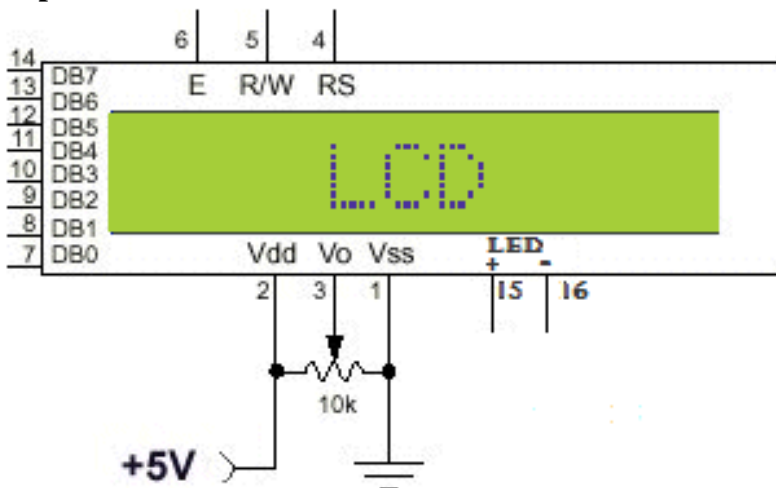 6 5 4
14 DB7 E R/W RS
13 DB6
12 DB5
11 DB4
10 DB3
9 DB2
8 DB1
7 DB0
LCD
Vdd Vo Vss LED
+ -
2 3 1 15 16
10k
+5V